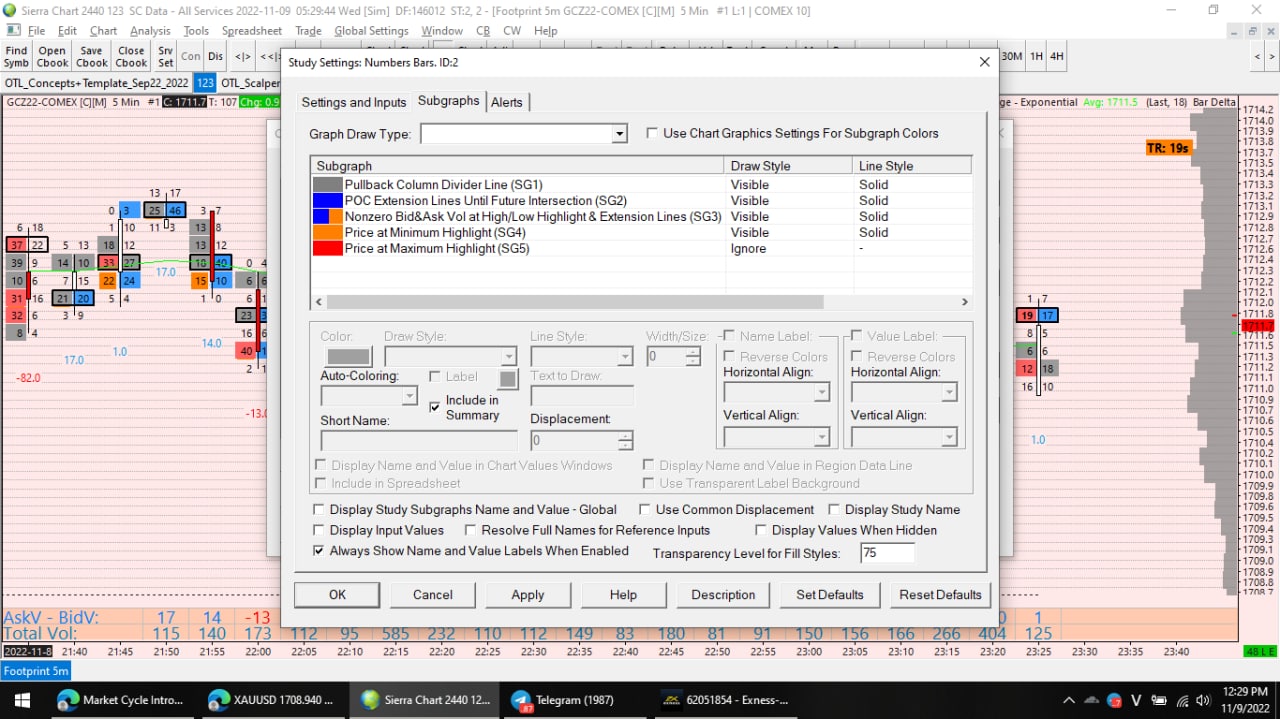 Sierra Chart 2440 123 SC Data - All Services 2022-11-09 05:29:44 Wed [Sim] DF:146012 ST:2, 2 - [Footprint 5m GCZ22-COMEX [C][M] 5 Min #1 L:1 | COMEX 10]
File Edit Chart Analysis Tools Spreadsheet Trade Global Settings Window CB CW Help
Find Symb Open Cbook Save Cbook Close Cbook Srv Set Con Dis <|> 30M 1H 4H < >
OTL_Concepts+Template_Sep22_2022 123 OTL_Scalper
GCZ22-COMEX [C][M] 5 Min #1 C: 1711.7 T: 107 Chg: 0.9
ge - Exponential Avg: 1711.5 (Last, 18) Bar Delta
Study Settings: Numbers Bars. ID:2
Settings and Inputs Subgraphs Alerts
Graph Draw Type: Use Chart Graphics Settings For Subgraph Colors
Subgraph Draw Style Line Style
Pullback Column Divider Line (SG1) Visible Solid
POC Extension Lines Until Future Intersection (SG2) Visible Solid
Nonzero Bid&Ask Vol at High/Low Highlight & Extension Lines (SG3) Visible Solid
Price at Minimum Highlight (SG4) Visible Solid
Price at Maximum Highlight (SG5) Ignore -
Color: Draw Style: Line Style: Width/Size: Name Label: Value Label:
0
Reverse Colors Reverse Colors
Auto-Coloring: Label Text to Draw: Horizontal Align: Horizontal Align:
Include in Summary
Short Name: Displacement: Vertical Align: Vertical Align:
0
Display Name and Value in Chart Values Windows Display Name and Value in Region Data Line
Include in Spreadsheet Use Transparent Label Background
Display Study Subgraphs Name and Value - Global Use Common Displacement Display Study Name
Display Input Values Resolve Full Names for Reference Inputs Display Values When Hidden
Always Show Name and Value Labels When Enabled Transparency Level for Fill Styles: 75
OK Cancel Apply Help Description Set Defaults Reset Defaults
13 17
0 3 25 46 3 7
6 18 1 10 11 3 13 8
37 22 5 13 18 12 13 12
39 9 14 10 33 27 18 40 0 4
10 6 7 15 22 24 17.0 15 10 6 6
31 16 21 20 5 4 1 0 6
32 6 3 9 23
8 4 14.0 16
17.0 1.0 40
-82.0 2
-13.0
TR: 19s
1 7
19 17
8 5
6 6
12 18
16 10
1.0
1714.2
1714.0
1713.9
1713.8
1713.7
1713.5
1713.4
1713.3
1713.2
1713.1
1712.9
1712.8
1712.7
1712.6
1712.4
1712.3
1712.2
1712.1
1712.0
1711.8
1711.7
1711.6
1711.5
1711.3
1711.2
1711.1
1711.0
1710.9
1710.7
1710.6
1710.5
1710.4
1710.2
1710.1
1710.0
1709.9
1709.8
1709.6
1709.5
1709.4
1709.3
1709.1
1709.0
1708.9
1708.8
1708.7
AskV - BidV: 17 14 -13 0 1
Total Vol: 115 140 173 112 95 585 232 110 112 149 83 180 81 91 156 166 266 404 125
2022-11-8 21:40 21:45 21:50 21:55 22:00 22:05 22:10 22:15 22:20 22:25 22:30 22:35 22:40 22:45 22:50 22:55 23:05 23:10 23:15 23:20 23:25 23:30 23:35 23:40 48 L E
Footprint 5m
Market Cycle Intro... XAUUSD 1708.940 ... Sierra Chart 2440 12... Telegram (1987) 62051854 - Exness-... 12:29 PM
11/9/2022